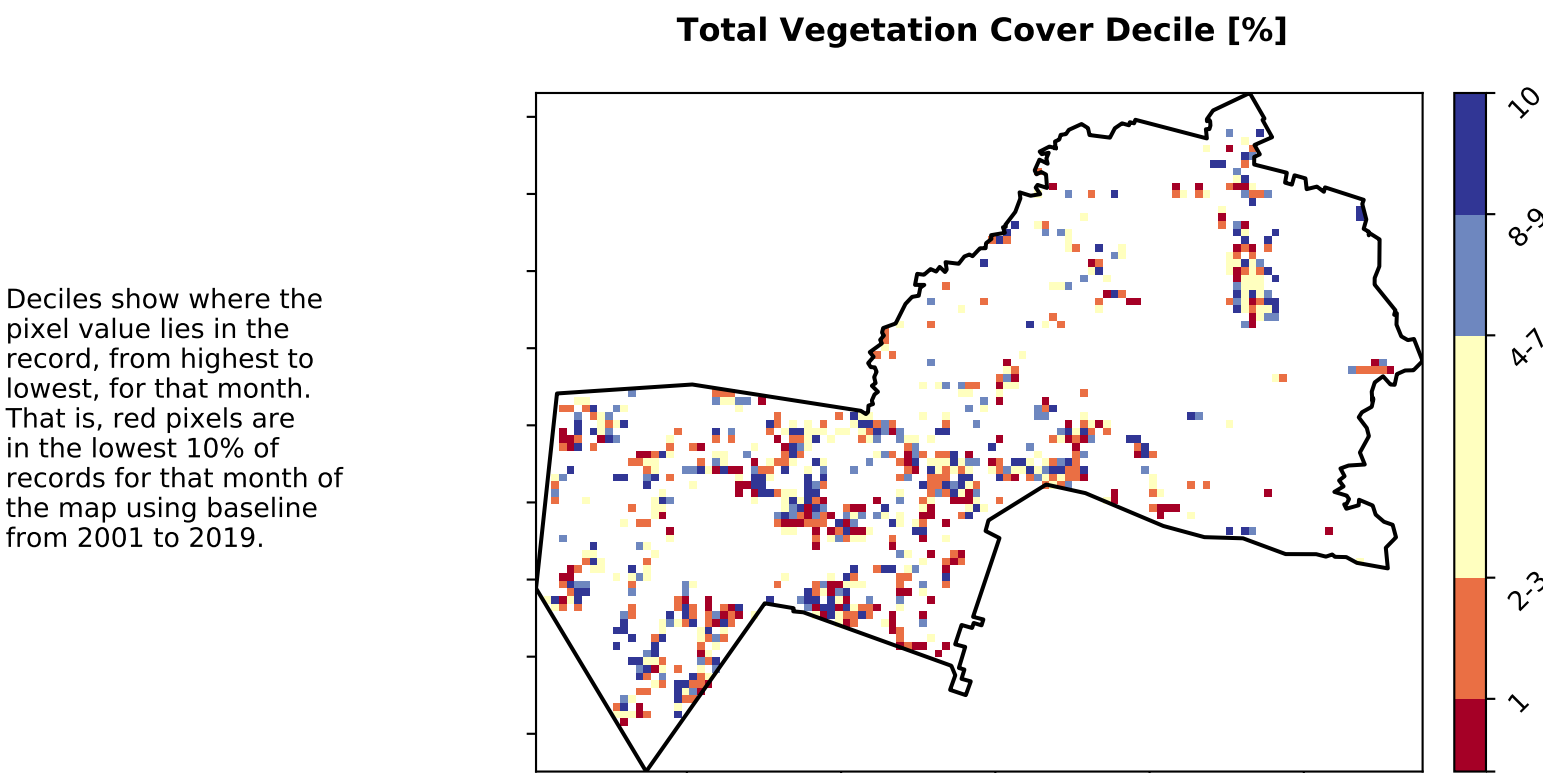 Total Vegetation Cover Decile [%]
Deciles show where the
pixel value lies in the
record, from highest to
lowest, for that month.
That is, red pixels are
in the lowest 10% of
records for that month of
the map using baseline
from 2001 to 2019.
10
8-9
4-7
2-3
1